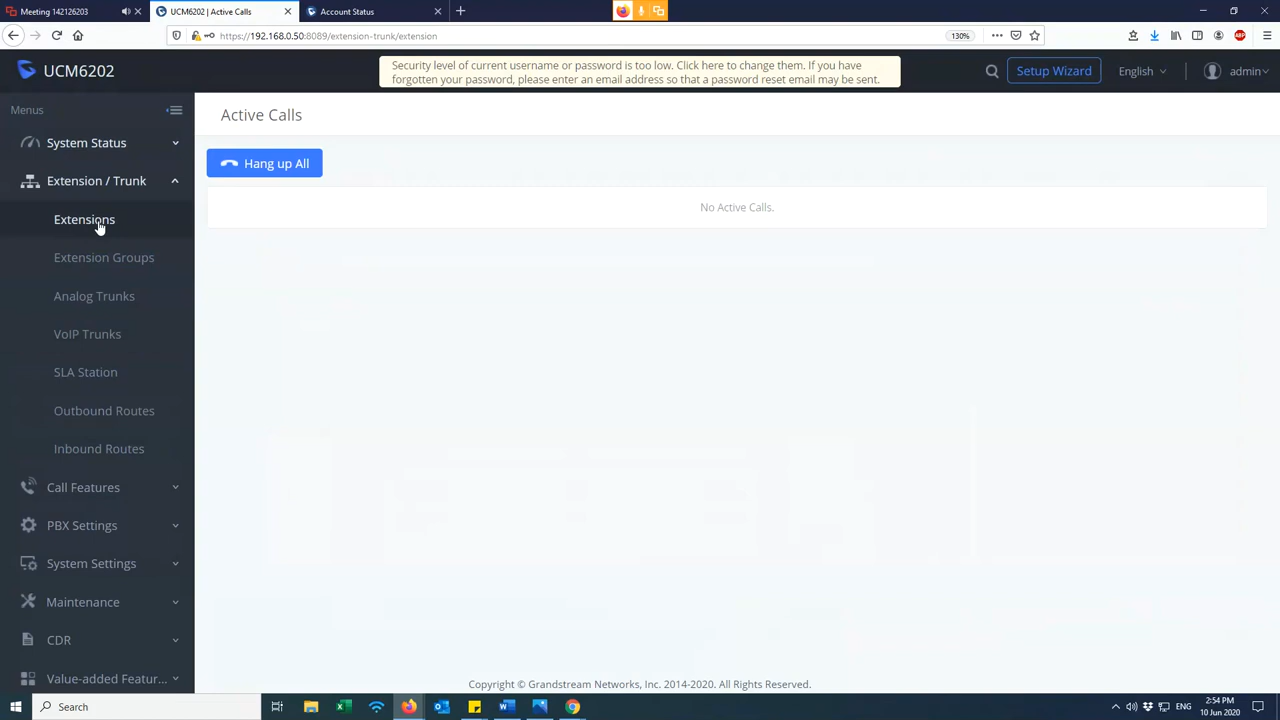 Meeting 142126203
UCM6202 | Active Calls
Account Status
https://192.168.0.50:8089/extension-trunk/extension
130%
ABP
UCM6202
Security level of current username or password is too low. Click here to change them. If you have
forgotten your password, please enter an email address so that a password reset email may be sent.
Setup Wizard
English
admin
Menus
Active Calls
System Status
Hang up All
Extension / Trunk
No Active Calls.
Extensions
Extension Groups
Analog Trunks
VoIP Trunks
SLA Station
Outbound Routes
Inbound Routes
Call Features
PBX Settings
System Settings
Maintenance
CDR
Value-added Featur...
Copyright © Grandstream Networks, Inc. 2014-2020. All Rights Reserved.
Search
ENG
2:54 PM
10 Jun 2020